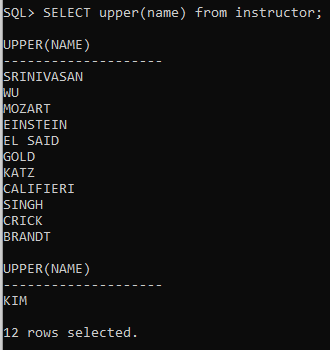 SQL> SELECT upper(name) from instructor;
UPPER(NAME)
--------------------
SRINIVASAN
WU
MOZART
EINSTEIN
EL SAID
GOLD
KATZ
CALIFIERI
SINGH
CRICK
BRANDT
UPPER(NAME)
--------------------
KIM
12 rows selected.